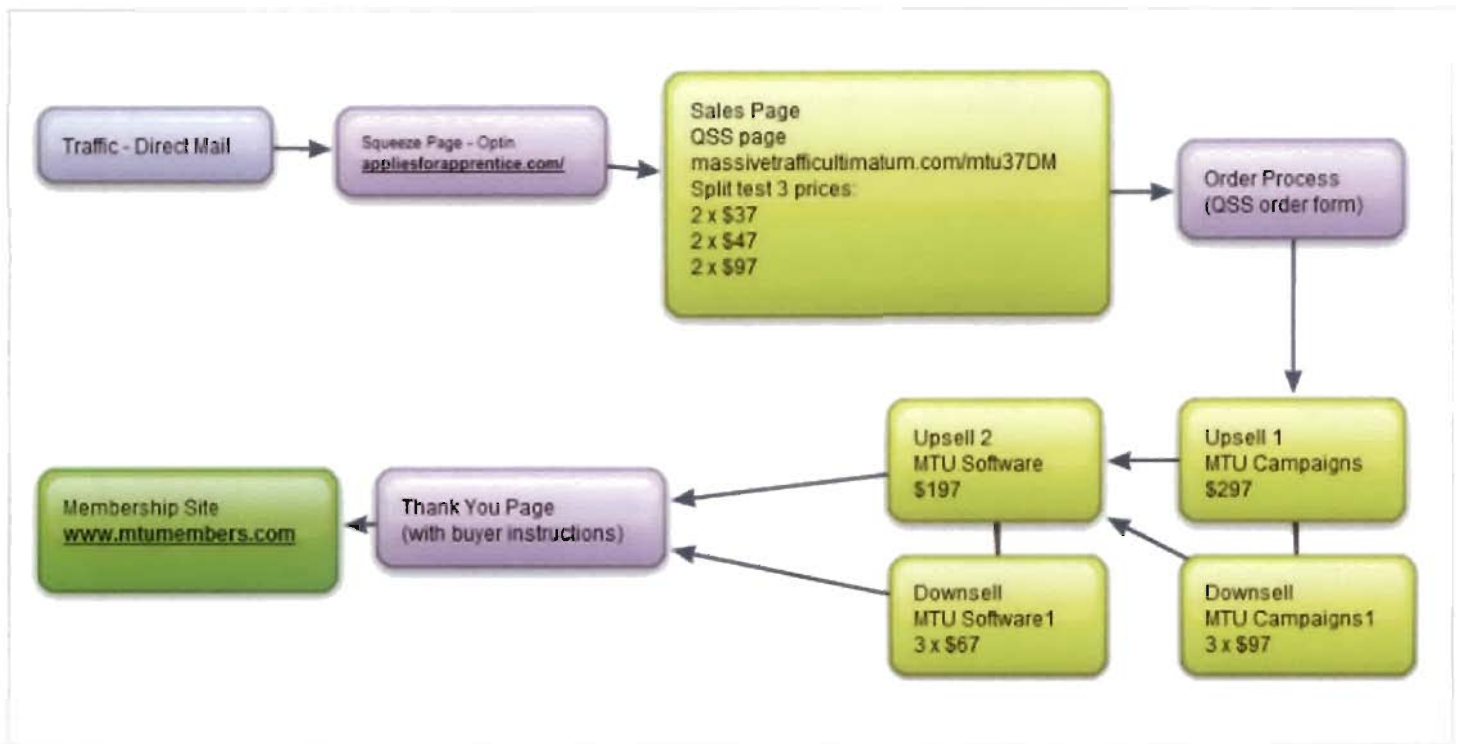 Traffic - Direct Mail
Squeeze Page - Optin
appliesforapprentice.com/
Sales Page
QSS page
massivetrafficultimatum.com/mtu37DM
Split test 3 prices:
2 x $37
2 x $47
2 x $97
Order Process
(QSS order form)
Upsell 1
MTU Campaigns
$297
Downsell
MTU Campaigns1
3 x $97
Upsell 2
MTU Software
$197
Downsell
MTU Software1
3 x $67
Thank You Page
(with buyer instructions)
Membership Site
www.mtumembers.com